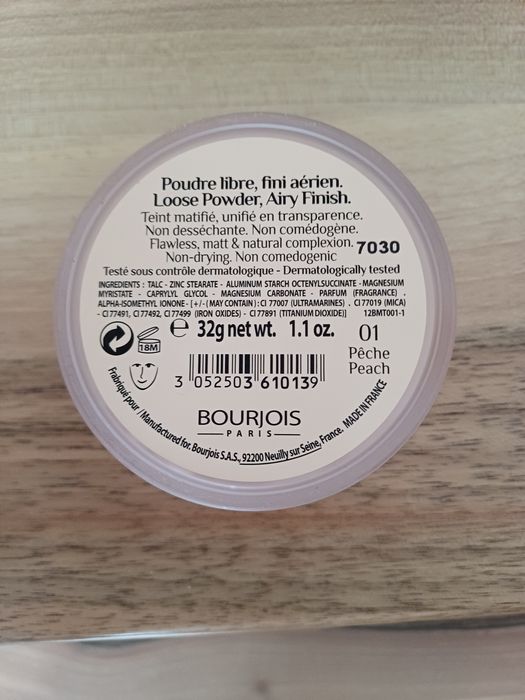 Poudre libre, fini aérien.
Loose Powder, Airy Finish.
Teint matifié, unifié en transparence.
Non desséchante. Non comedogène.
Flawless, matt & natural complexion.
7030
Non-drying. Non comedogenic
Testé sous contrôle dermatologique - Dermatologically tested
INGREDIENTS : TALC - ZINC STEARATE - ALUMINUM STARCH OCTENYLSUCCINATE - MAGNESIUM
MYRISTATE - CAPRYLYL GLYCOL - MAGNESIUM CARBONATE - PARFUM (FRAGRANCE) .
ALPHA-ISOMETHYL IONONE - [+/- (MAY CONTAIN) : CI 77007 (ULTRAMARINES) . CI 77019 (MICA)
- CI 77491, CI 77492, CI 77499 (IRON OXIDES) - CI 77891 (TITANIUM DIOXIDE)] 12BMT001-1
18M
e 32g net wt. 1.1 oz.
01
Pêche
Peach
3 052503 610139
BOURJOIS
PARIS
Frabriqué pour / Manufactured for. Bourjois S.A.S., 92200 Neuilly sur Seine, France. MADE IN FRANCE